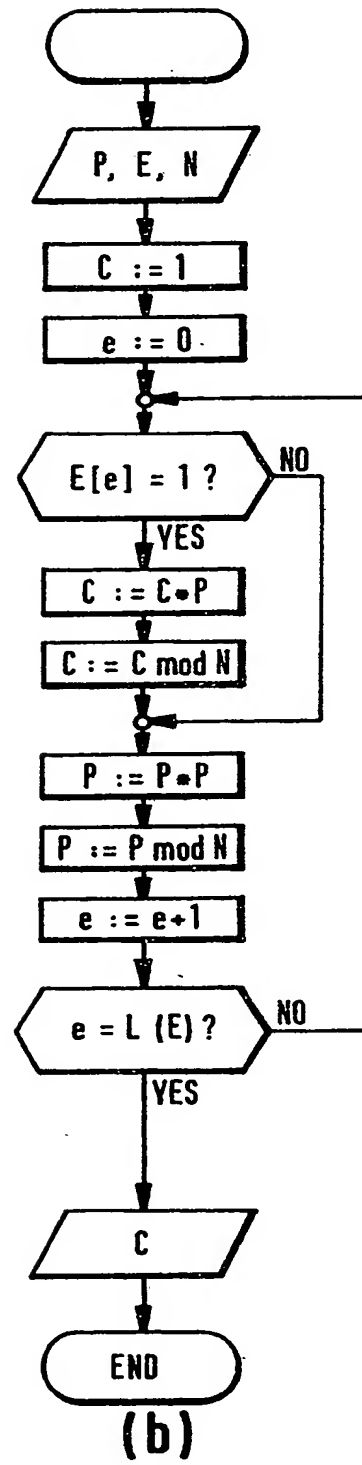 P, E, N
C := 1
e := 0
E[e] = 1 ?
NO
YES
C := C*P
C := C mod N
P := P*P
P := P mod N
e := e+1
e = L (E) ?
NO
YES
C
END
(b)